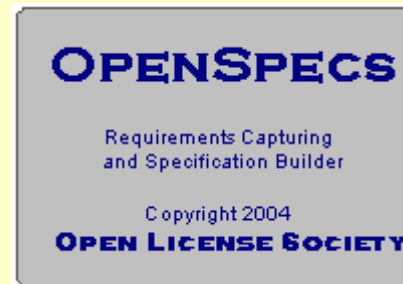 OPENSPECS
Requirements Capturing
and Specification Builder
Copyright 2004
OPEN LICENSE SOCIETY